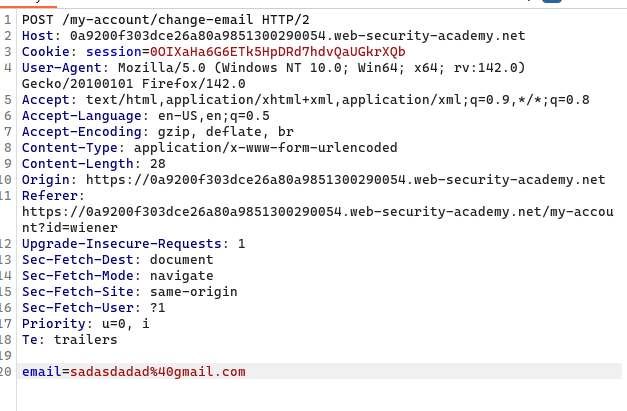 1 POST /my-account/change-email HTTP/2
2 Host: 0a9200f303dce26a80a9851300290054.web-security-academy.net
3 Cookie: session=0OIXaHa6G6ETk5HpDRd7hdvQaUGkrXQb
4 User-Agent: Mozilla/5.0 (Windows NT 10.0; Win64; x64; rv:142.0)
Gecko/20100101 Firefox/142.0
5 Accept: text/html,application/xhtml+xml,application/xml;q=0.9,*/*;q=0.8
6 Accept-Language: en-US,en;q=0.5
7 Accept-Encoding: gzip, deflate, br
8 Content-Type: application/x-www-form-urlencoded
9 Content-Length: 28
10 Origin: https://0a9200f303dce26a80a9851300290054.web-security-academy.net
11 Referer:
https://0a9200f303dce26a80a9851300290054.web-security-academy.net/my-accou
nt?id=wiener
12 Upgrade-Insecure-Requests: 1
13 Sec-Fetch-Dest: document
14 Sec-Fetch-Mode: navigate
15 Sec-Fetch-Site: same-origin
16 Sec-Fetch-User: ?1
17 Priority: u=0, i
18 Te: trailers
19
20 email=sadasdadad%40gmail.com